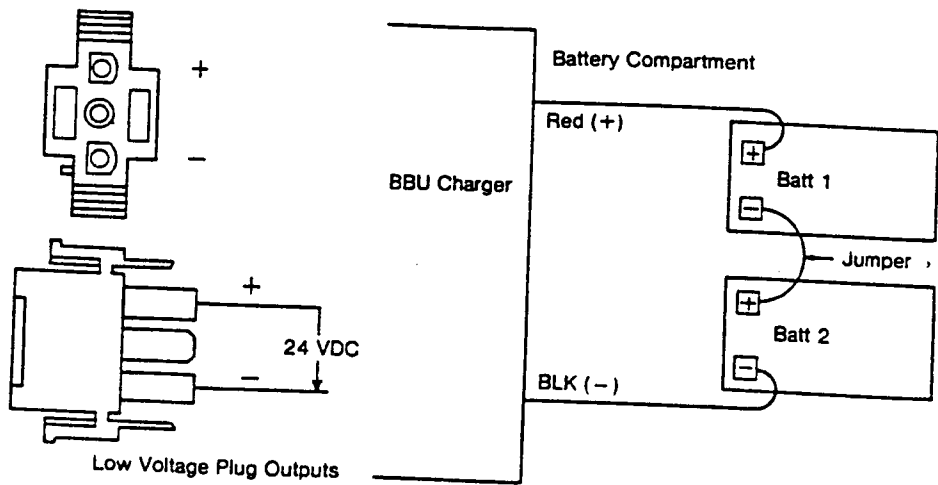 +
−
+
24 VDC
−
Low Voltage Plug Outputs
BBU Charger
Battery Compartment
Red (+)
+
Batt 1
−
Jumper
+
Batt 2
−
BLK (−)